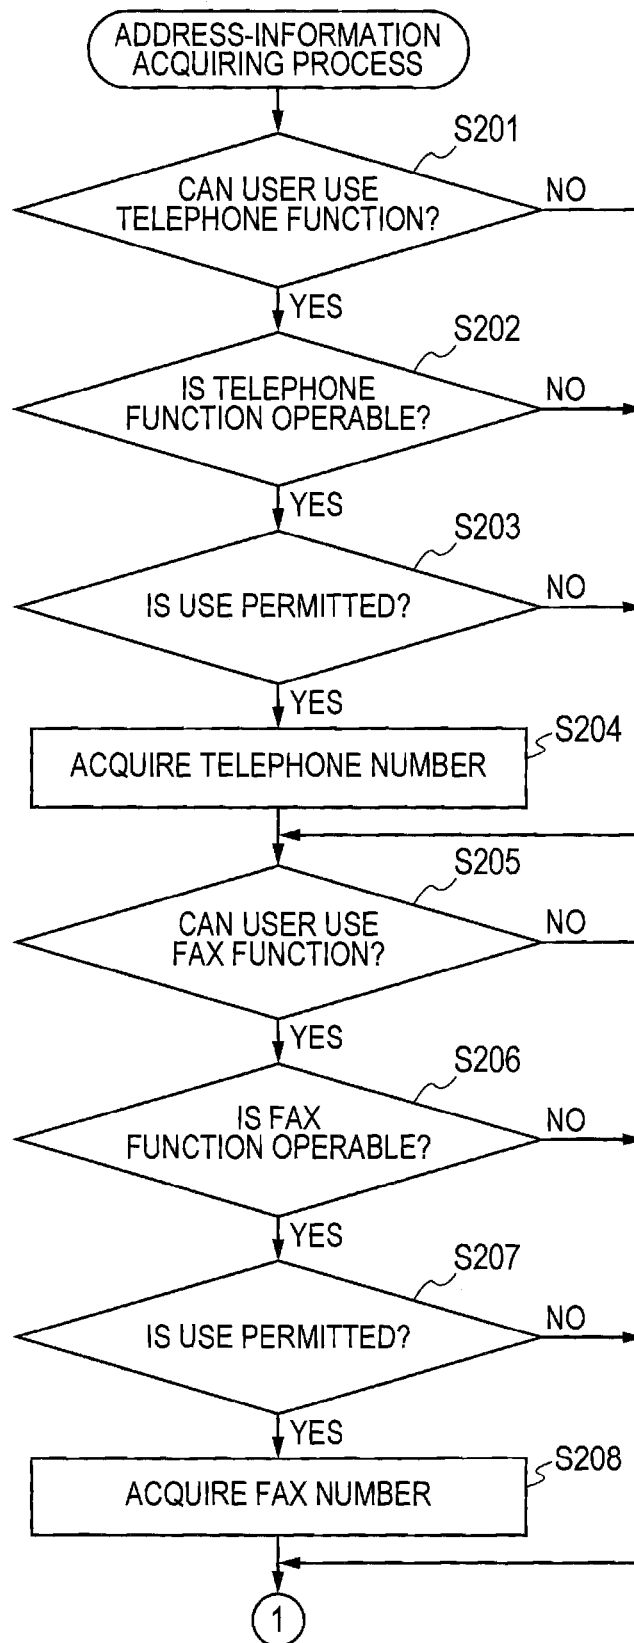 ADDRESS-INFORMATION
ACQUIRING PROCESS
S201
CAN USER USE
TELEPHONE FUNCTION?
NO
YES
S202
IS TELEPHONE
FUNCTION OPERABLE?
NO
YES
S203
IS USE PERMITTED?
NO
YES
S204
ACQUIRE TELEPHONE NUMBER
S205
CAN USER USE
FAX FUNCTION?
NO
YES
S206
IS FAX
FUNCTION OPERABLE?
NO
YES
S207
IS USE PERMITTED?
NO
YES
S208
ACQUIRE FAX NUMBER
1